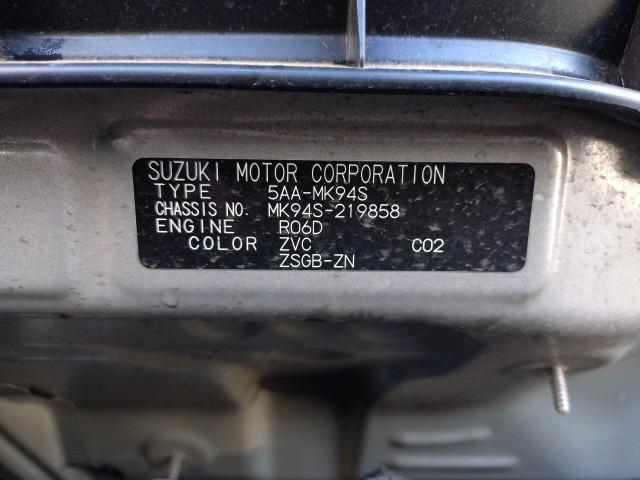 SUZUKI MOTOR CORPORATION
TYPE 5AA-MK94S
CHASSIS NO. MK94S-219858
ENGINE R06D
COLOR ZVC C02
ZSGB-ZN